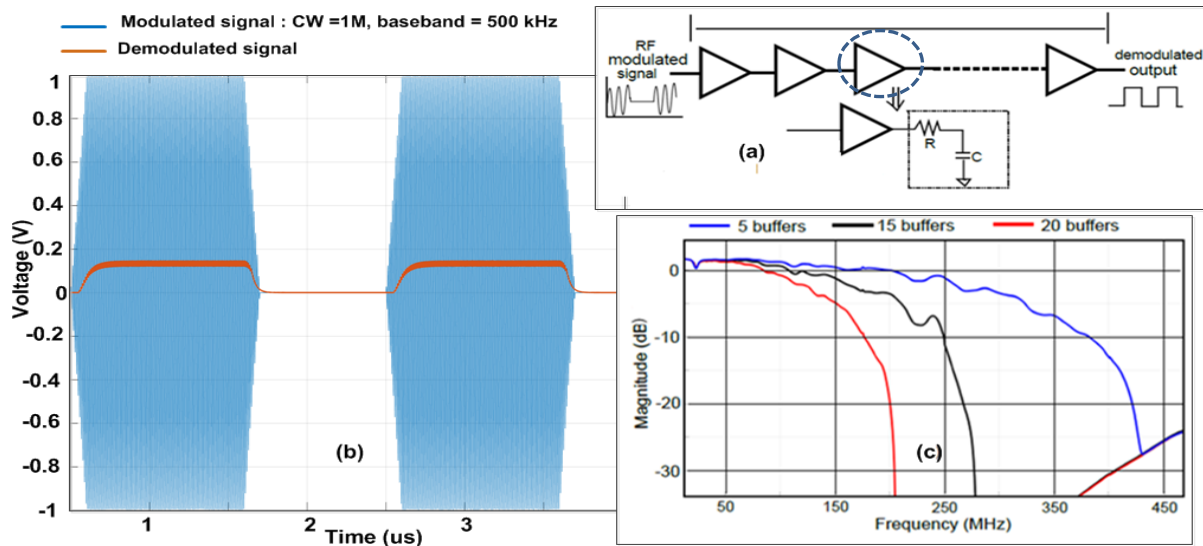 Modulated signal : CW =1M, baseband = 500 kHz
Demodulated signal
Voltage (V)
1
0.8
0.6
0.4
0.2
0
-0.2
-0.4
-0.6
-0.8
-1
1
2
3
Time (us)
(b)
RF
modulated
signal
demodulated
output
R
C
(a)
5 buffers
15 buffers
20 buffers
Magnitude (dB)
0
-10
-20
-30
50
150
250
350
450
Frequency (MHz)
(c)